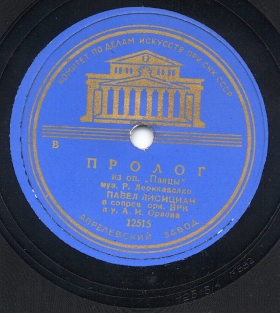 КОМИТЕТ ПО ДЕЛАМ ИСКУССТВ ПРИ СНК СССР
В
ПРОЛОГ
из оп. „Паяцы"
муз. Р. Леонкавалло
ПАВЕЛ ЛИСИЦИАН
в сопров. орк. ВРК
п/у А. И. Орлова
12515
АПРЕЛЕВСКИЙ ЗАВОД